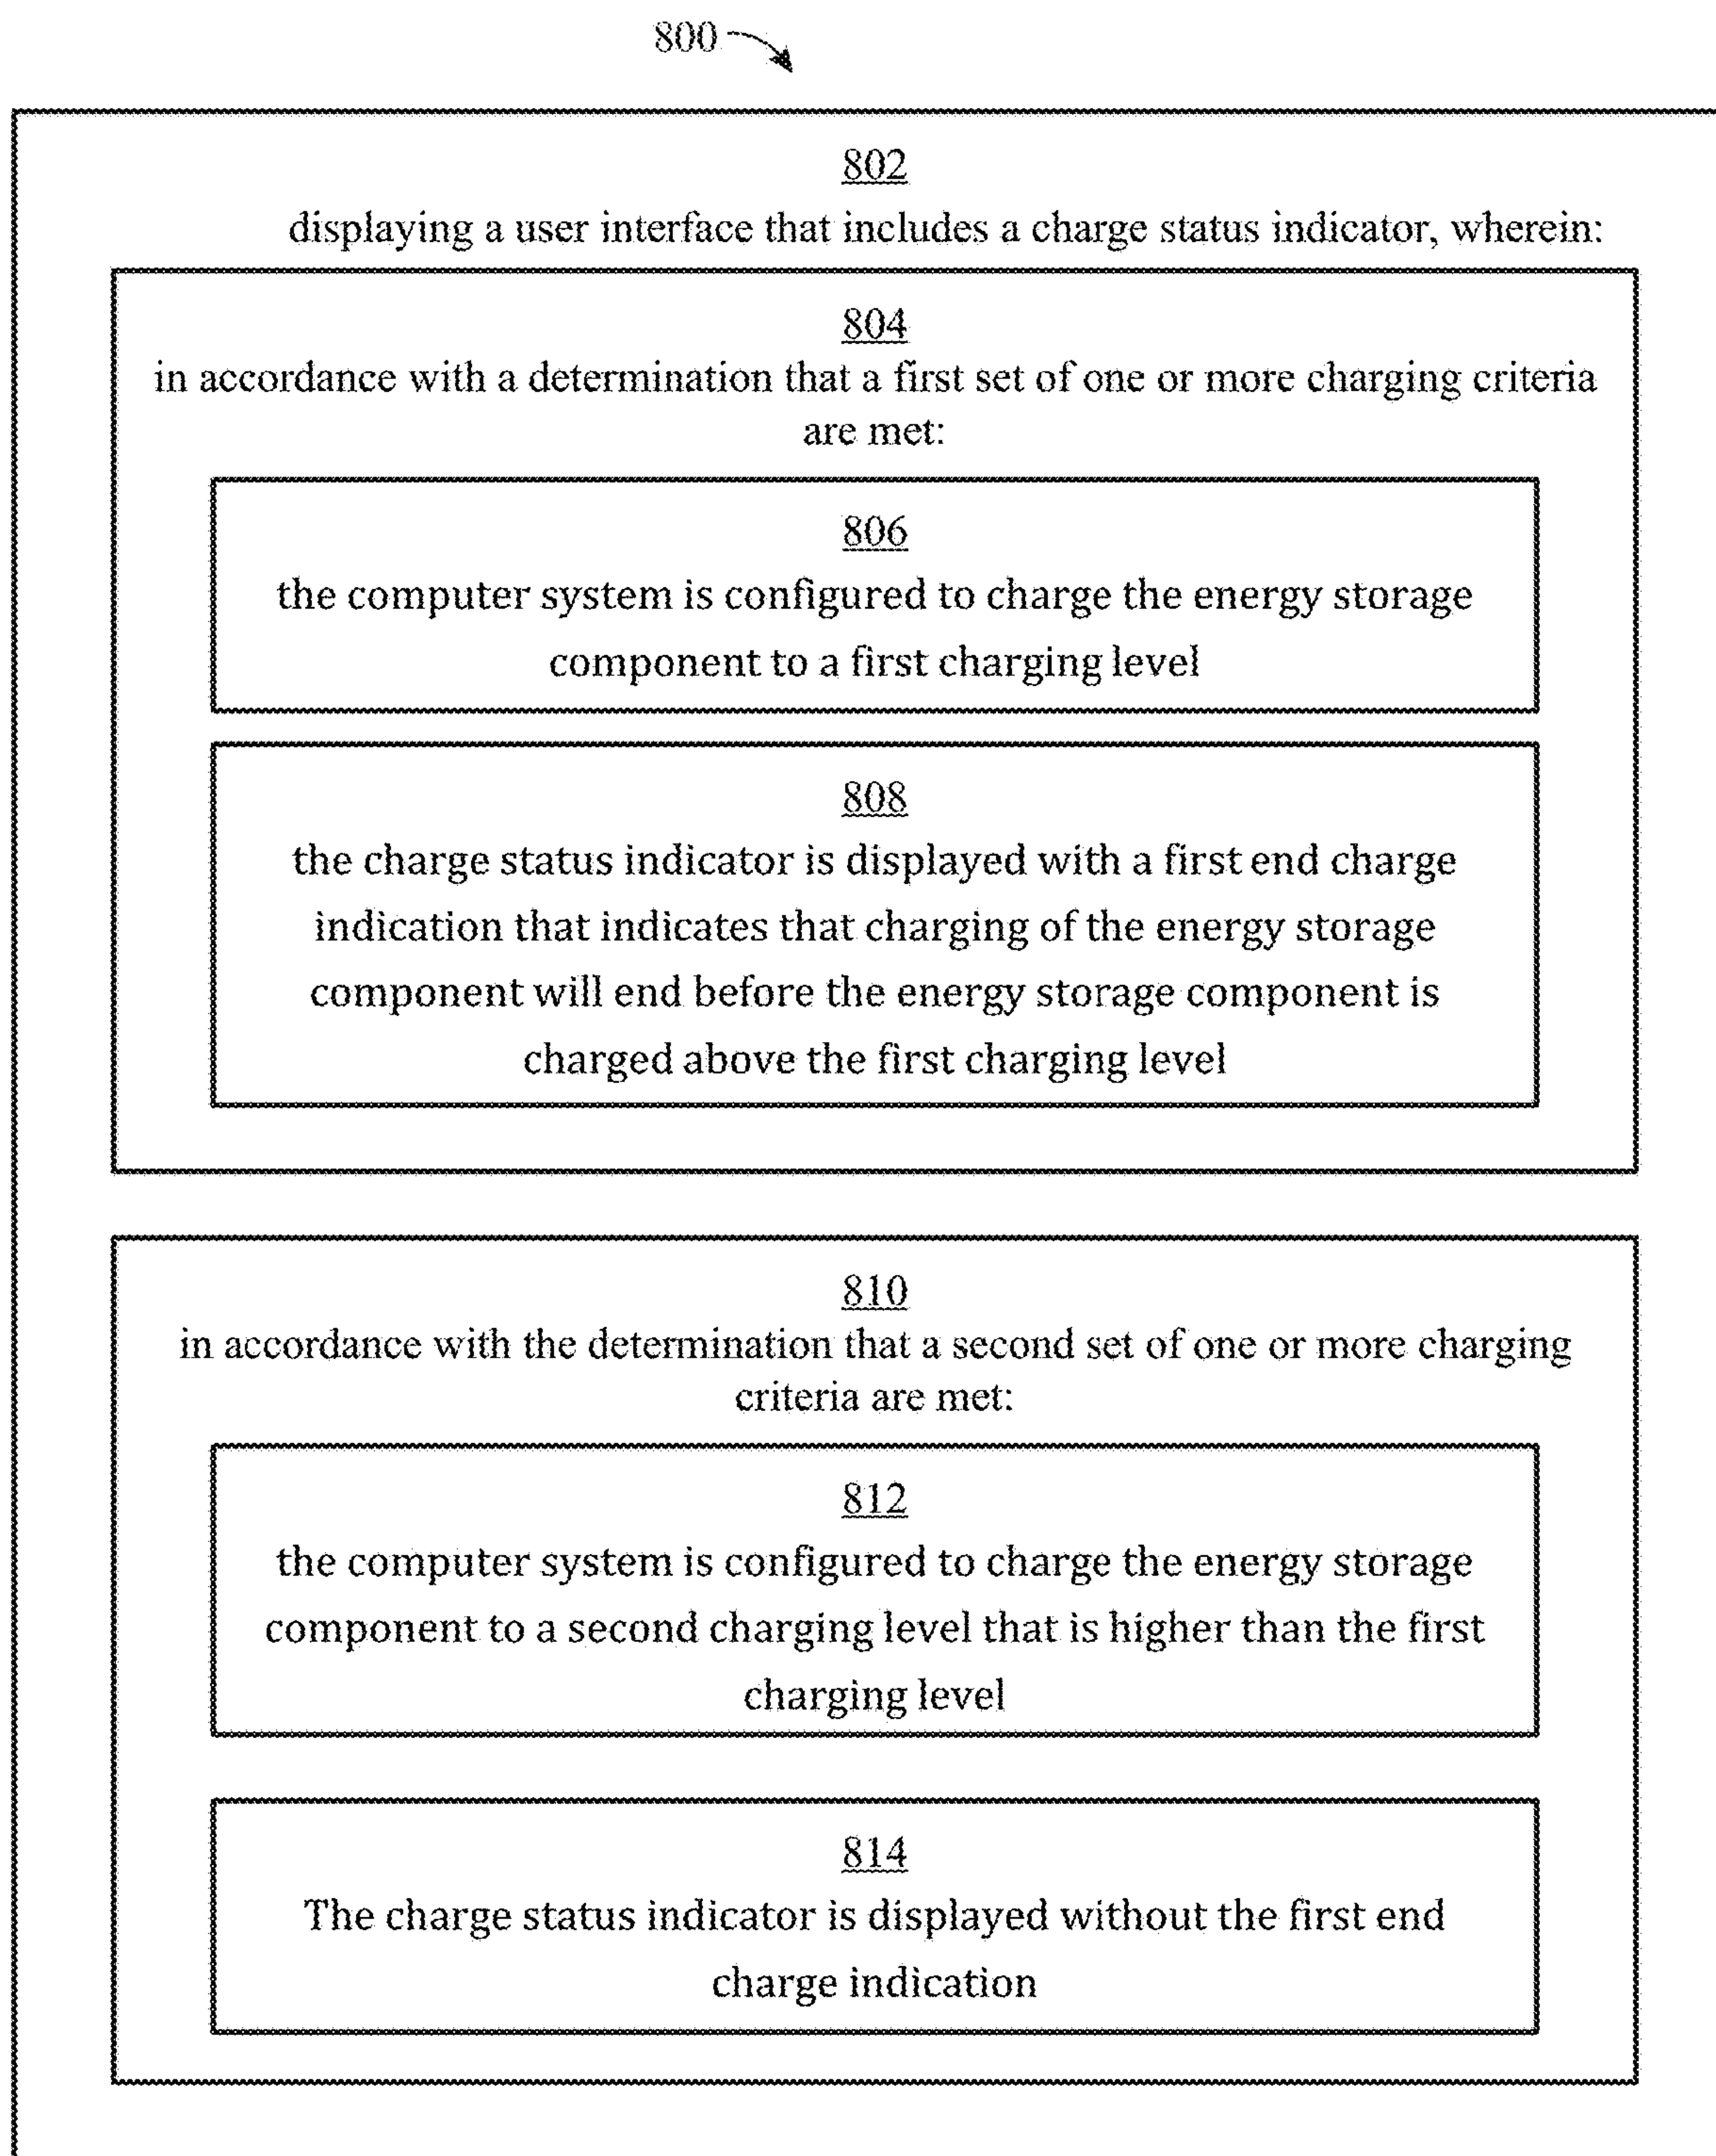 800
802
displaying a user interface that includes a charge status indicator, wherein:
804
in accordance with a determination that a first set of one or more charging criteria
are met:
806
the computer system is configured to charge the energy storage
component to a first charging level
808
the charge status indicator is displayed with a first end charge
indication that indicates that charging of the energy storage
component will end before the energy storage component is
charged above the first charging level
810
in accordance with the determination that a second set of one or more charging
criteria are met:
812
the computer system is configured to charge the energy storage
component to a second charging level that is higher than the first
charging level
814
The charge status indicator is displayed without the first end
charge indication